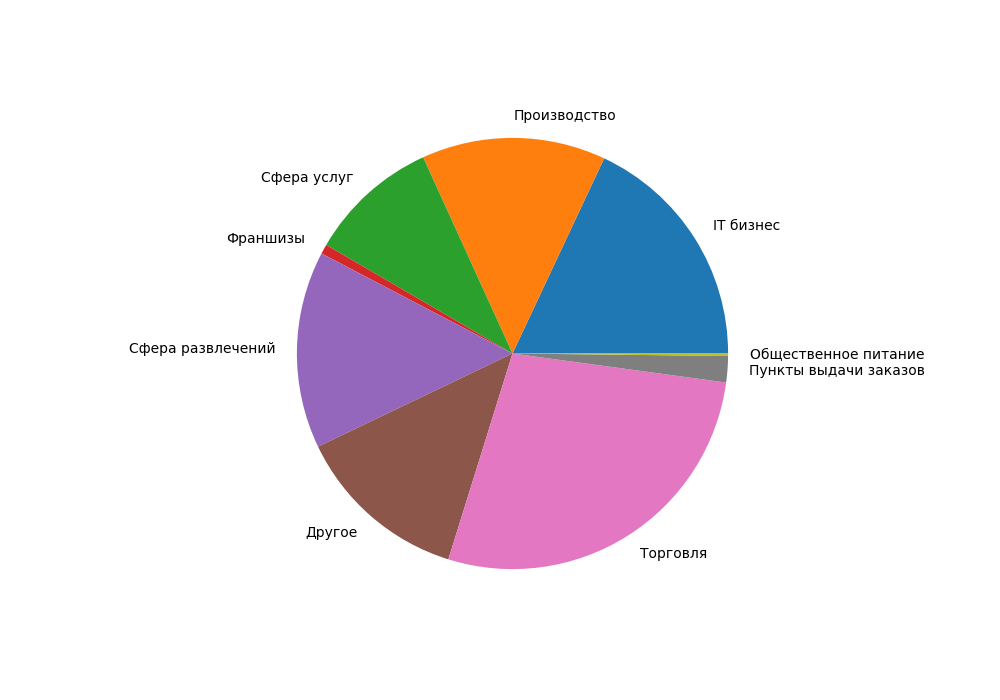 Производство
Сфера услуг
IT бизнес
Франшизы
Сфера развлечений
Общественное питание
Пункты выдачи заказов
Другое
Торговля